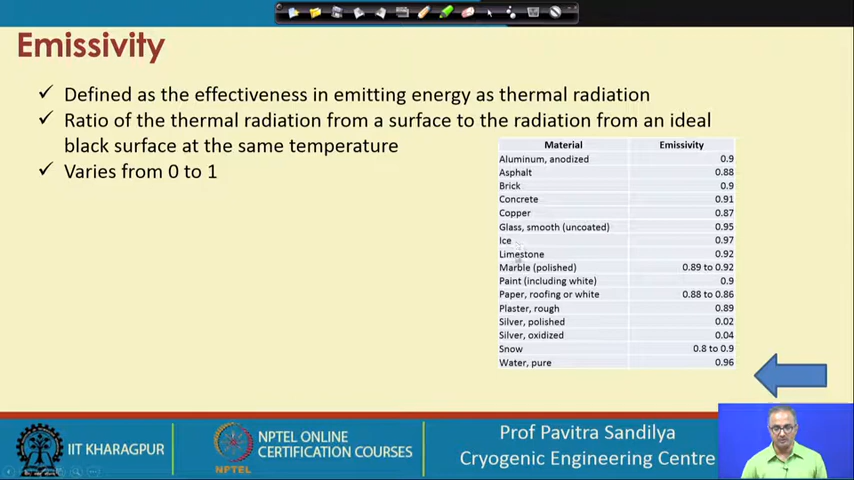 Emissivity
✓ Defined as the effectiveness in emitting energy as thermal radiation
✓ Ratio of the thermal radiation from a surface to the radiation from an ideal
black surface at the same temperature
✓ Varies from 0 to 1
Material Emissivity
Aluminum, anodized 0.9
Asphalt 0.88
Brick 0.9
Concrete 0.91
Copper 0.87
Glass, smooth (uncoated) 0.95
Ice 0.97
Limestone 0.92
Marble (polished) 0.89 to 0.92
Paint (including white) 0.9
Paper, roofing or white 0.88 to 0.86
Plaster, rough 0.89
Silver, polished 0.02
Silver, oxidized 0.04
Snow 0.8 to 0.9
Water, pure 0.96
IIT KHARAGPUR
NPTEL
NPTEL ONLINE
CERTIFICATION COURSES
Prof Pavitra Sandilya
Cryogenic Engineering Centre